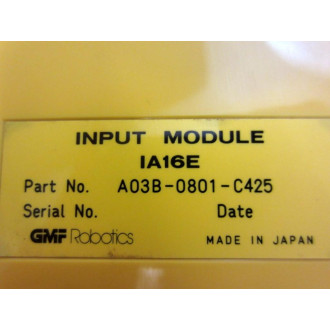 INPUT MODULE
IA16E
Part No. A03B-0801-C425
Serial No. Date
GMF Robotics MADE IN JAPAN